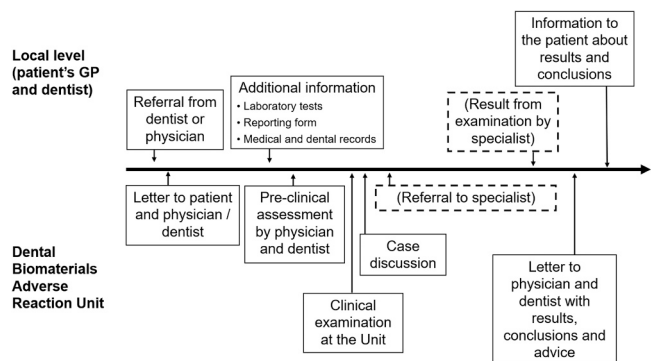 Local level
(patient's GP
and dentist)
Referral from
dentist or
physician
Additional information
• Laboratory tests
• Reporting form
• Medical and dental records
(Result from
examination by
specialist)
Information to
the patient about
results and
conclusions
Dental
Biomaterials
Adverse
Reaction Unit
Letter to patient
and physician /
dentist
Pre-clinical
assessment
by physician
and dentist
Clinical
examination
at the Unit
Case
discussion
(Referral to specialist)
Letter to
physician and
dentist with
results,
conclusions and
advice